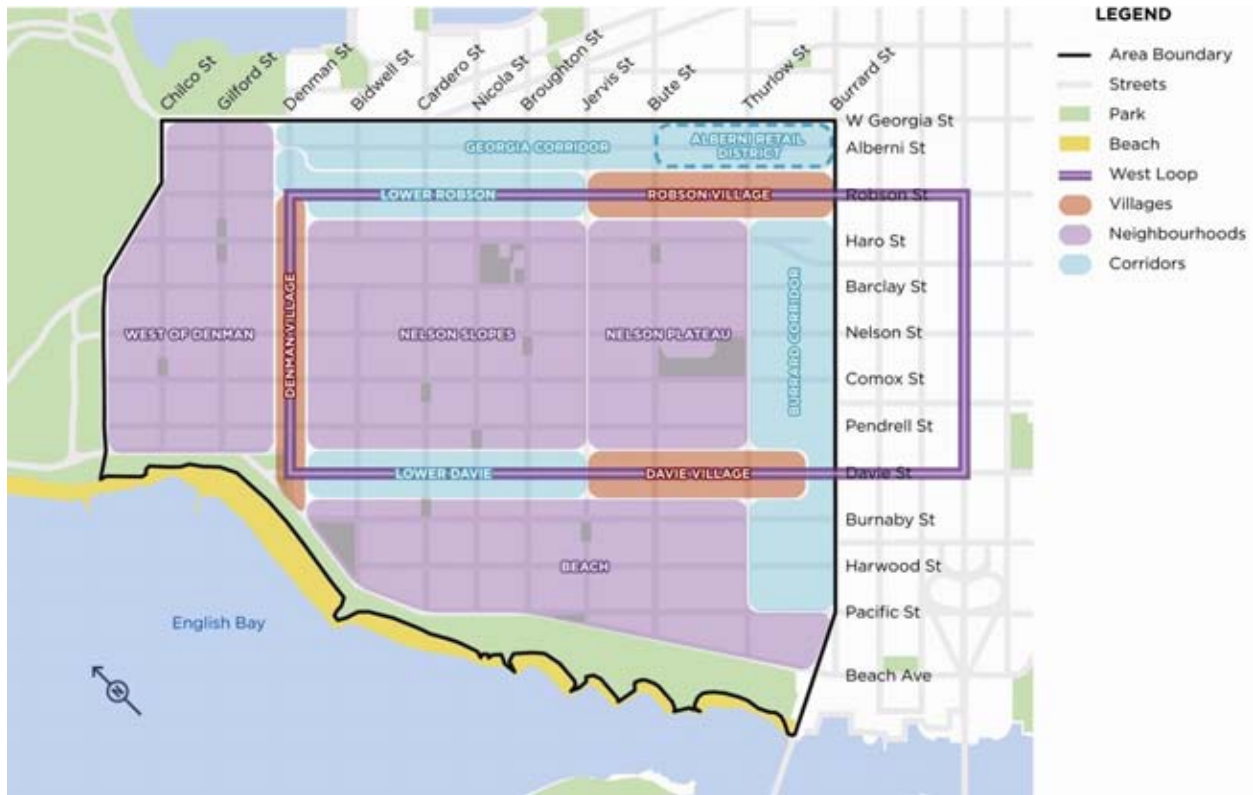 LEGEND
Area Boundary
Streets
Park
Beach
West Loop
Villages
Neighbourhoods
Corridors
Chilco St
Gilford St
Denman St
Bidwell St
Cardero St
Nicola St
Broughton St
Jervis St
Bute St
Thurlow St
Burrard St
W Georgia St
Alberni St
Robson St
Haro St
Barclay St
Nelson St
Comox St
Pendrell St
Davie St
Burnaby St
Harwood St
Pacific St
Beach Ave
GEORGIA CORRIDOR
ALBERNI RETAIL
DISTRICT
LOWER ROBSON
ROBSON VILLAGE
WEST OF DENMAN
DENMAN VILLAGE
NELSON SLOPES
NELSON PLATEAU
BURRARD CORRIDOR
LOWER DAVIE
DAVIE VILLAGE
BEACH
English Bay
N